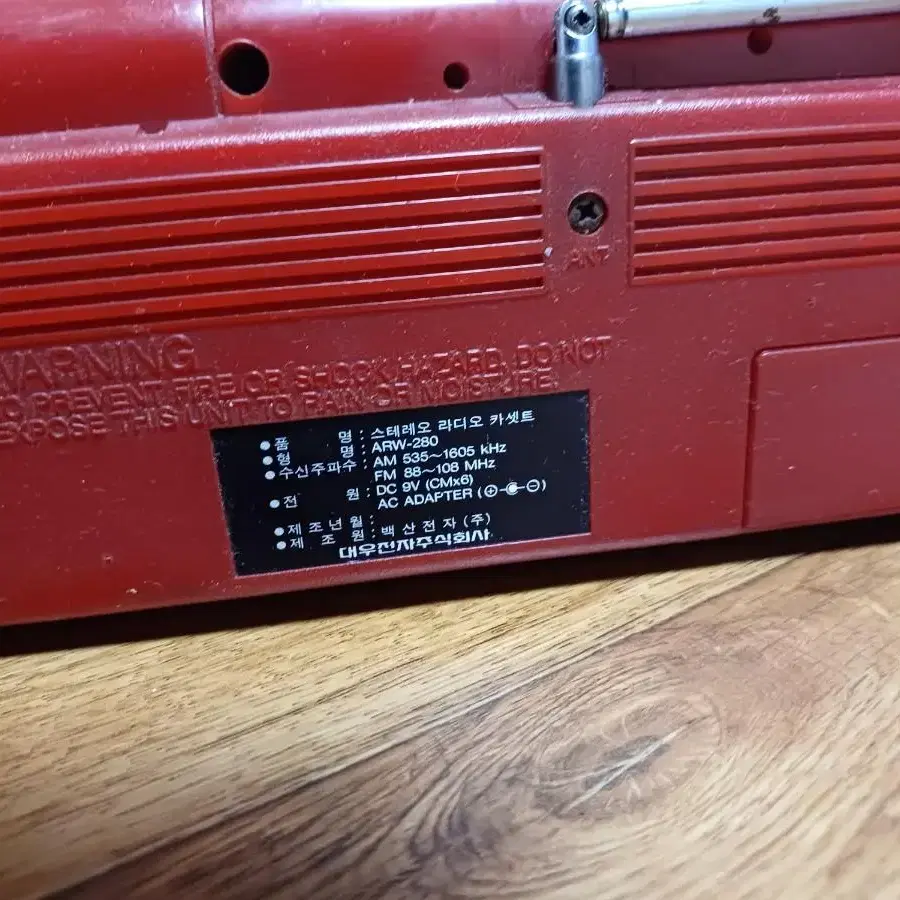 ANT
WARNING
TO PREVENT FIRE OR SHOCK HAZARD, DO NOT
EXPOSE THIS UNIT TO RAIN OR MOISTURE.
● 품 명 : 스테레오 라디오 카셋트
● 형 명 : ARW-280
● 수신주파수 : AM 535~1605 kHz
FM 88~108 MHz
● 전 원 : DC 9V (CM×6)
AC ADAPTER (⊕-●-⊖)
● 제 조 년 월 :
● 제 조 원 : 백 산 전 자 (주)
대우전자주식회사